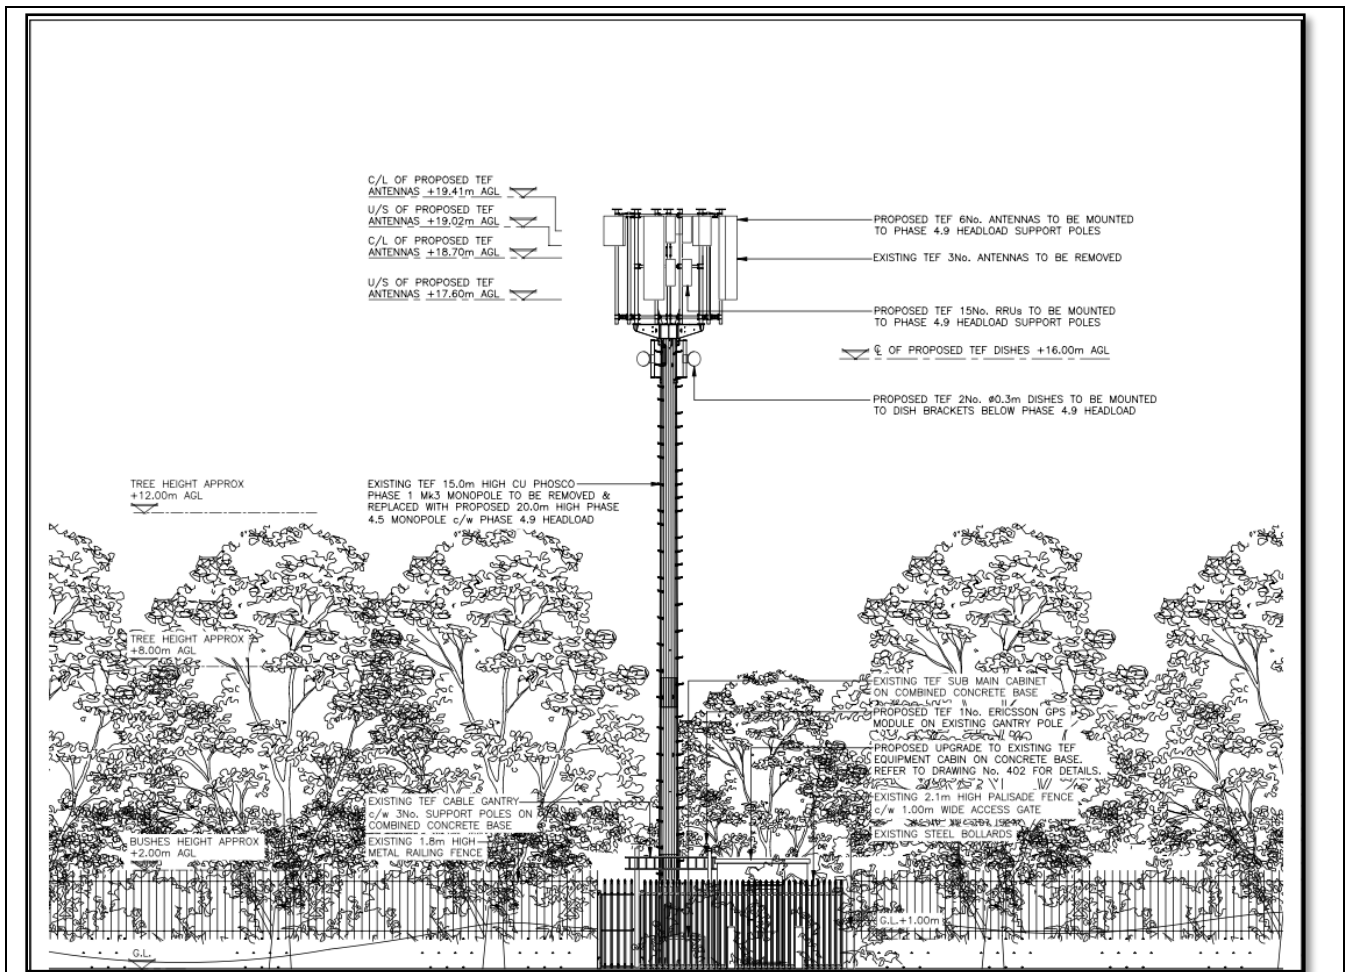 C/L OF PROPOSED TEF
ANTENNAS +19.41m AGL
U/S OF PROPOSED TEF
ANTENNAS +19.02m AGL
C/L OF PROPOSED TEF
ANTENNAS +18.70m AGL
U/S OF PROPOSED TEF
ANTENNAS +17.60m AGL
PROPOSED TEF 6No. ANTENNAS TO BE MOUNTED
TO PHASE 4.9 HEADLOAD SUPPORT POLES
EXISTING TEF 3No. ANTENNAS TO BE REMOVED
PROPOSED TEF 15No. RRUs TO BE MOUNTED
TO PHASE 4.9 HEADLOAD SUPPORT POLES
℄ OF PROPOSED TEF DISHES +16.00m AGL
PROPOSED TEF 2No. ø0.3m DISHES TO BE MOUNTED
TO DISH BRACKETS BELOW PHASE 4.9 HEADLOAD
TREE HEIGHT APPROX
+12.00m AGL
EXISTING TEF 15.0m HIGH CU PHOSCO
PHASE 1 Mk3 MONOPOLE TO BE REMOVED &
REPLACED WITH PROPOSED 20.0m HIGH PHASE
4.5 MONOPOLE c/w PHASE 4.9 HEADLOAD
TREE HEIGHT APPROX
+8.00m AGL
EXISTING TEF SUB MAIN CABINET
ON COMBINED CONCRETE BASE
PROPOSED TEF 1No. ERICSSON GPS
MODULE ON EXISTING GANTRY POLE
PROPOSED UPGRADE TO EXISTING TEF
EQUIPMENT CABIN ON CONCRETE BASE.
REFER TO DRAWING No. 402 FOR DETAILS.
EXISTING 2.1m HIGH PALISADE FENCE
c/w 1.00m WIDE ACCESS GATE
EXISTING STEEL BOLLARDS
EXISTING TEF CABLE GANTRY
c/w 3No. SUPPORT POLES ON
COMBINED CONCRETE BASE
EXISTING 1.8m HIGH
METAL RAILING FENCE
BUSHES HEIGHT APPROX
+2.00m AGL
G.L.+1.00m
G.L.